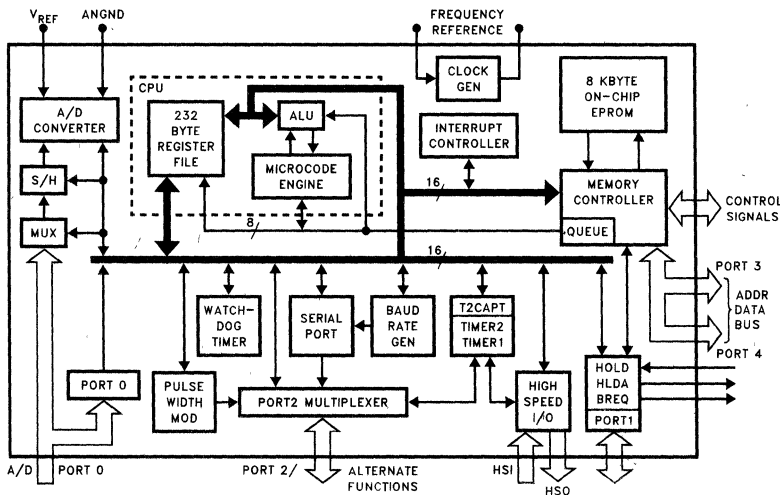 VREF
ANGND
FREQUENCY
REFERENCE
CLOCK
GEN
8 KBYTE
ON-CHIP
EPROM
CPU
A/D
CONVERTER
232
BYTE
REGISTER
FILE
ALU
INTERRUPT
CONTROLLER
MICROCODE
ENGINE
S/H
MEMORY
CONTROLLER
16/
CONTROL
SIGNALS
MUX
8/
QUEUE
16/
PORT 3
WATCH-
DOG
TIMER
SERIAL
PORT
BAUD
RATE
GEN
T2CAPT
TIMER2
TIMER1
ADDR
DATA
BUS
PORT 4
PORT 0
PULSE
WIDTH
MOD
PORT2 MULTIPLEXER
HIGH
SPEED
I/O
HOLD
HLDA
BREQ
PORT1
A/D
PORT 0
PORT 2/
ALTERNATE
FUNCTIONS
HSI
HSO